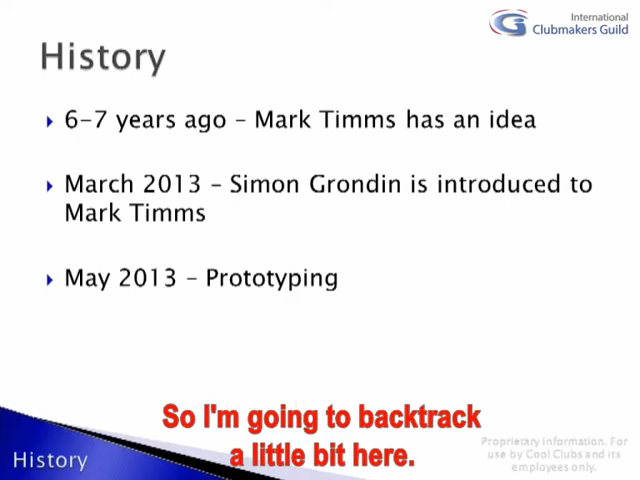 International
Clubmakers Guild
History
6-7 years ago – Mark Timms has an idea
March 2013 – Simon Grondin is introduced to
Mark Timms
May 2013 – Prototyping
So I'm going to backtrack
a little bit here.
Proprietary Information. For
use by Cool Clubs and its
employees only.
History